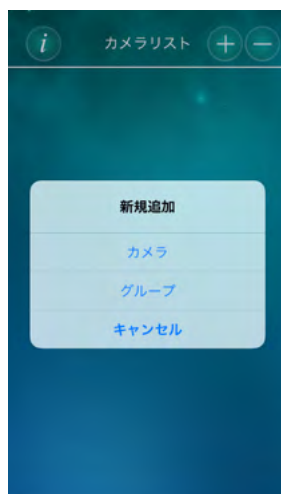 i カメラリスト + −
新規追加
カメラ
グループ
キャンセル